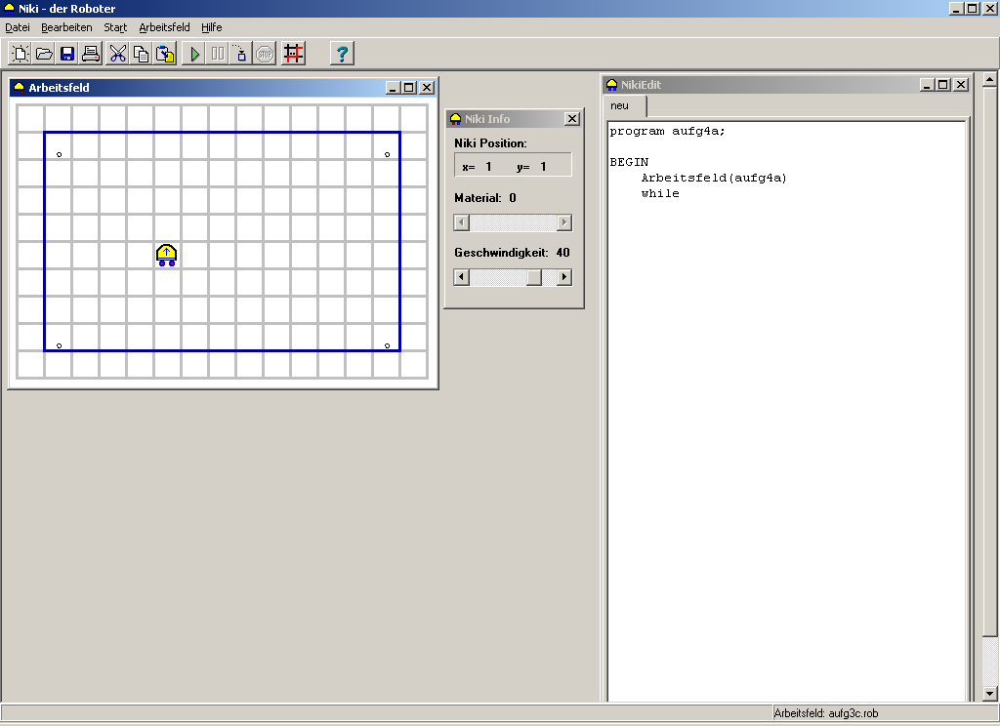 Niki - der Roboter
Datei Bearbeiten Start Arbeitsfeld Hilfe
STOP ?
Arbeitsfeld
Niki Info
Niki Position:
x= 1 y= 1
Material: 0
Geschwindigkeit: 40
NikiEdit
neu
program aufg4a;
BEGIN
Arbeitsfeld(aufg4a)
while
Arbeitsfeld: aufg3c.rob